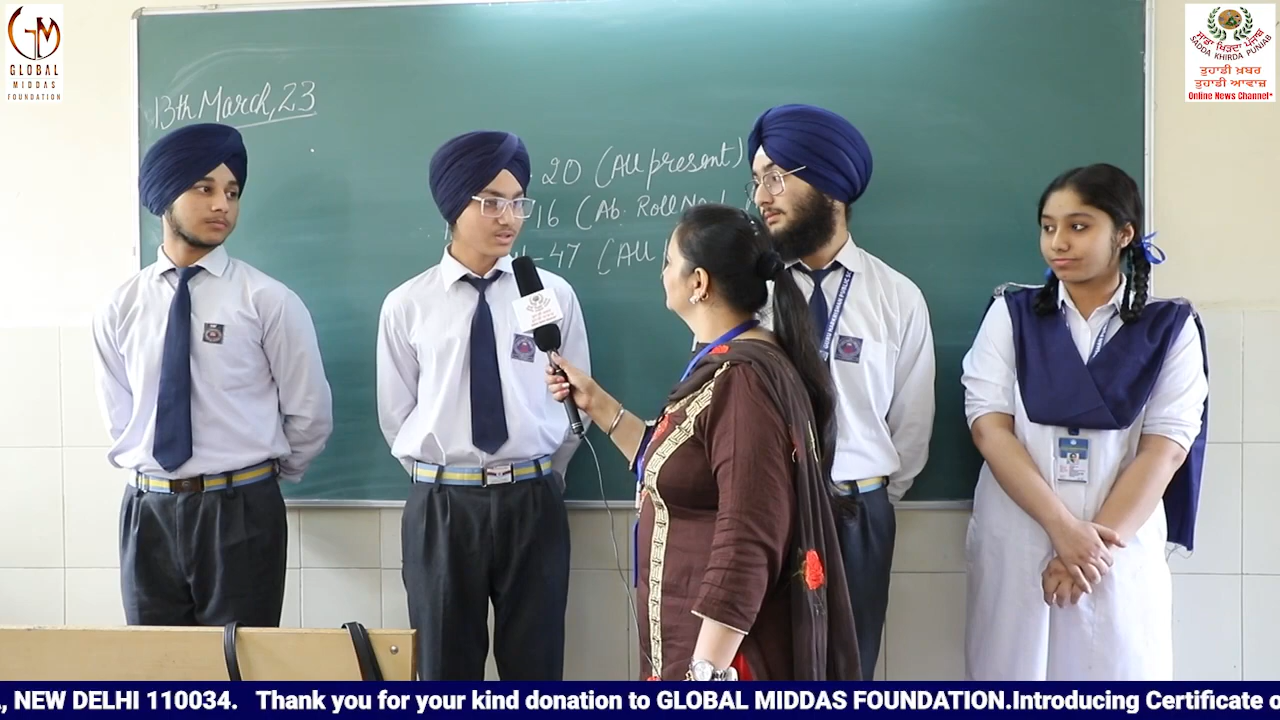 GM
GLOBAL
MIDDAS
FOUNDATION
ਸਾਡਾ ਖਿੜਦਾ ਪੰਜਾਬ
SADDA KHIRDA PUNJAB
ਤੁਹਾਡੀ ਖ਼ਬਰ
ਤੁਹਾਡੀ ਆਵਾਜ਼
Online News Channel*
13th March, 23
20 (All present)
16 (Ab. Roll No.
47 (All
, NEW DELHI 110034. Thank you for your kind donation to GLOBAL MIDDAS FOUNDATION.Introducing Certificate